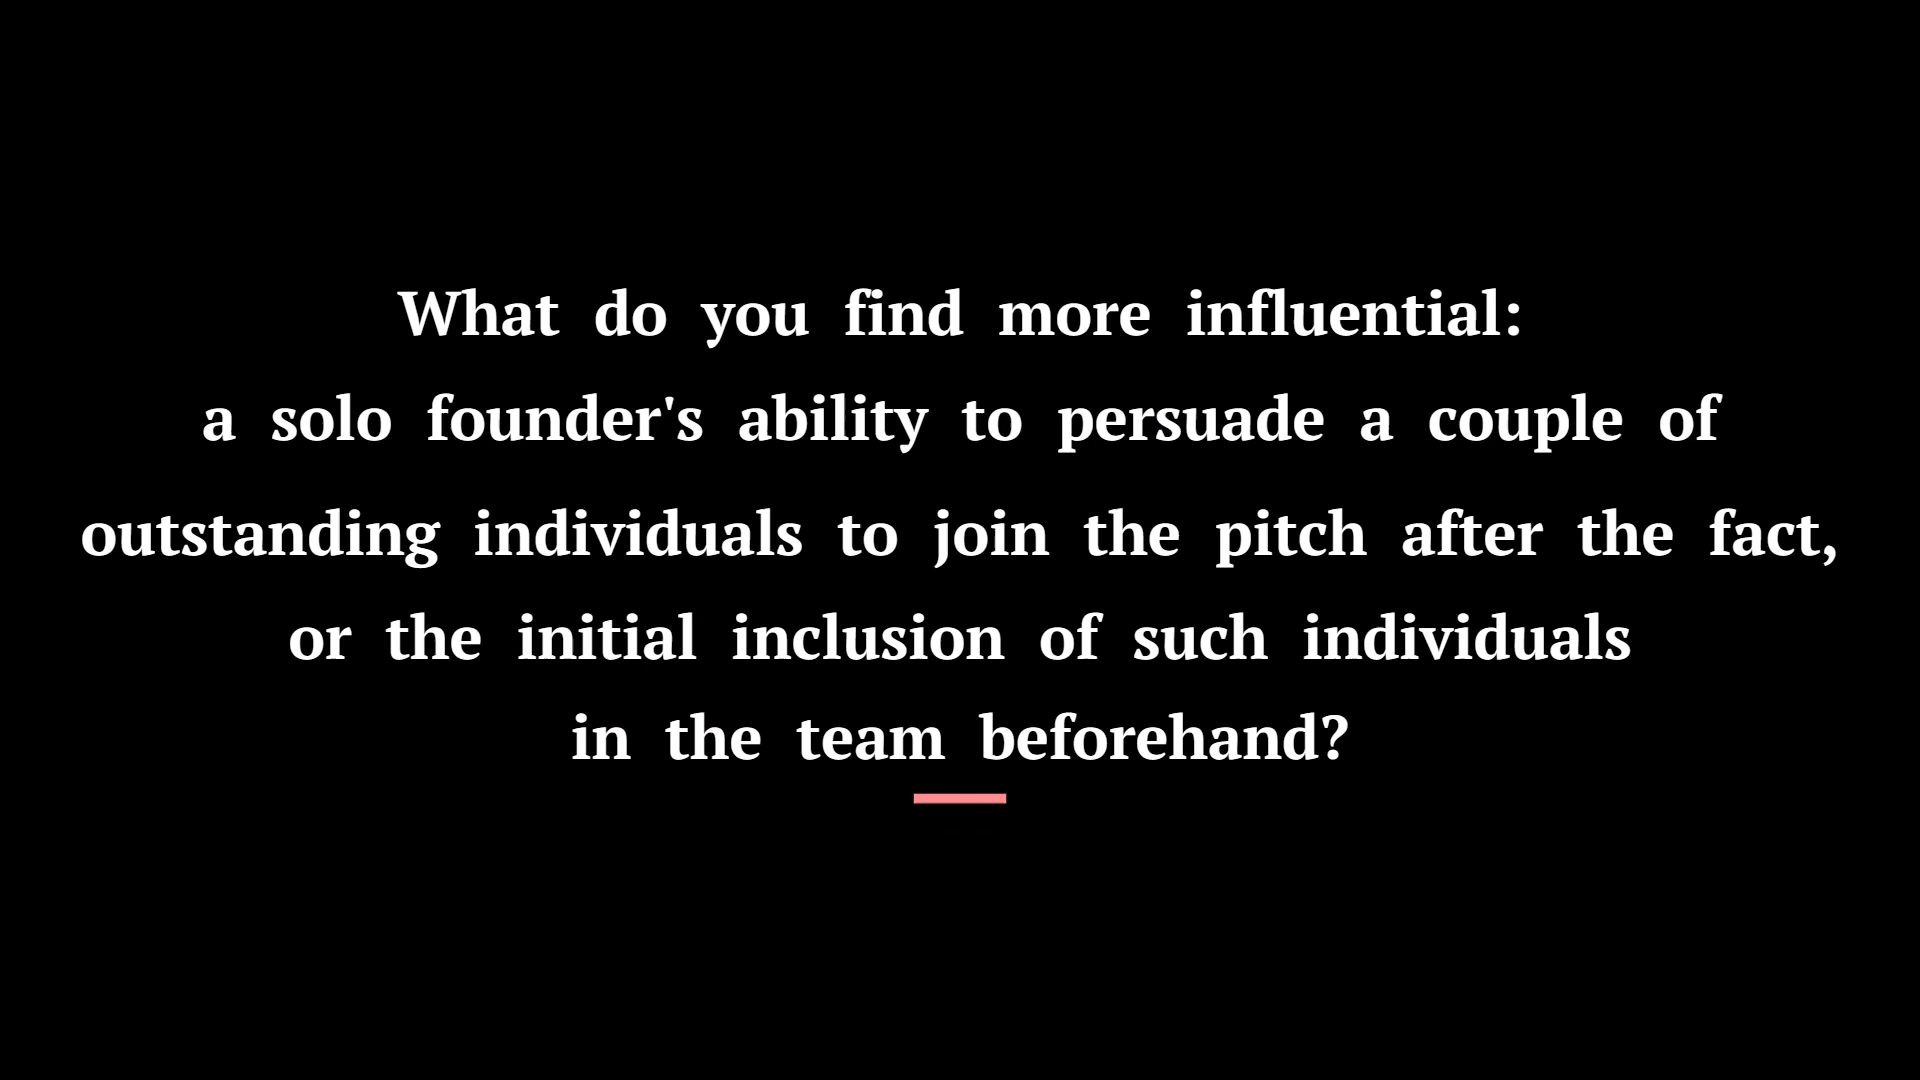 What do you find more influential:
a solo founder's ability to persuade a couple of
outstanding individuals to join the pitch after the fact,
or the initial inclusion of such individuals
in the team beforehand?